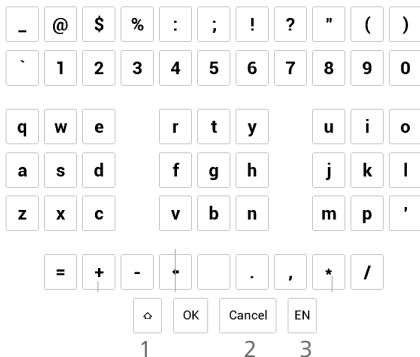 _ @ $ % : ; ! ? " ( )
` 1 2 3 4 5 6 7 8 9 0
q w e r t y u i o
a s d f g h j k l
z x c v b n m p '
= + - . , * /
OK Cancel EN
1 2 3